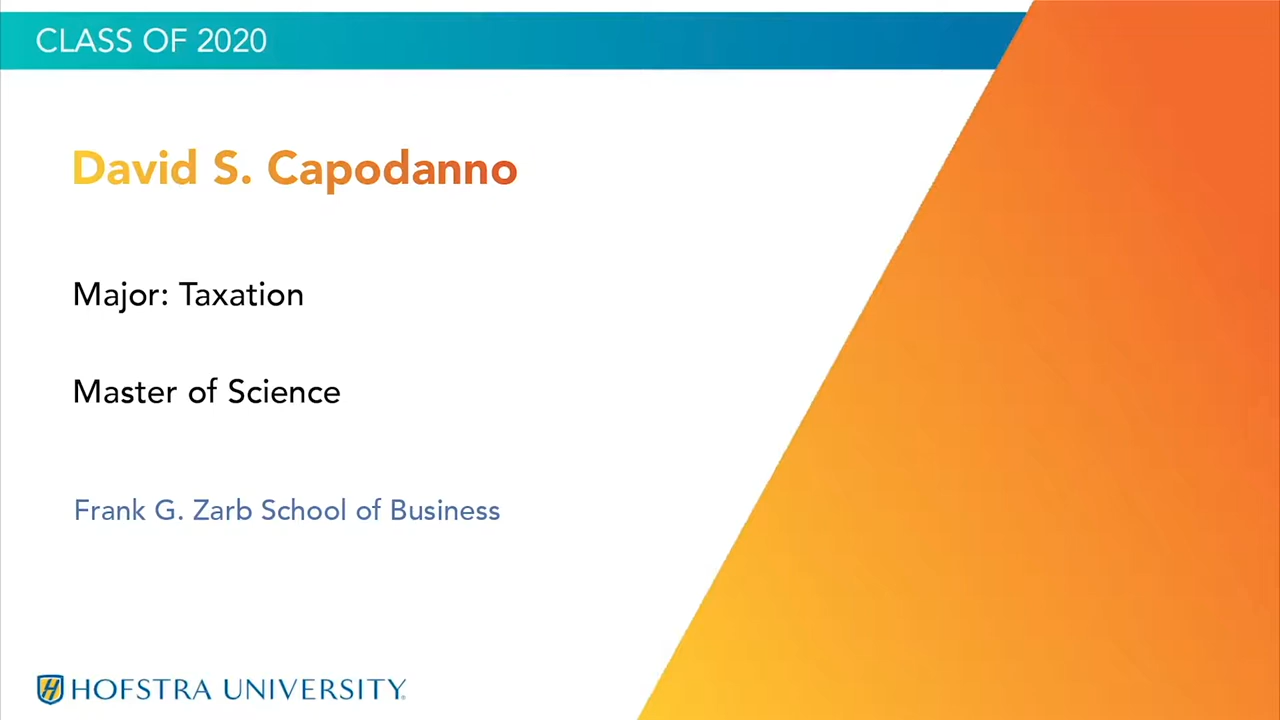 CLASS OF 2020
David S. Capodanno
Major: Taxation
Master of Science
Frank G. Zarb School of Business
H HOFSTRA UNIVERSITY®